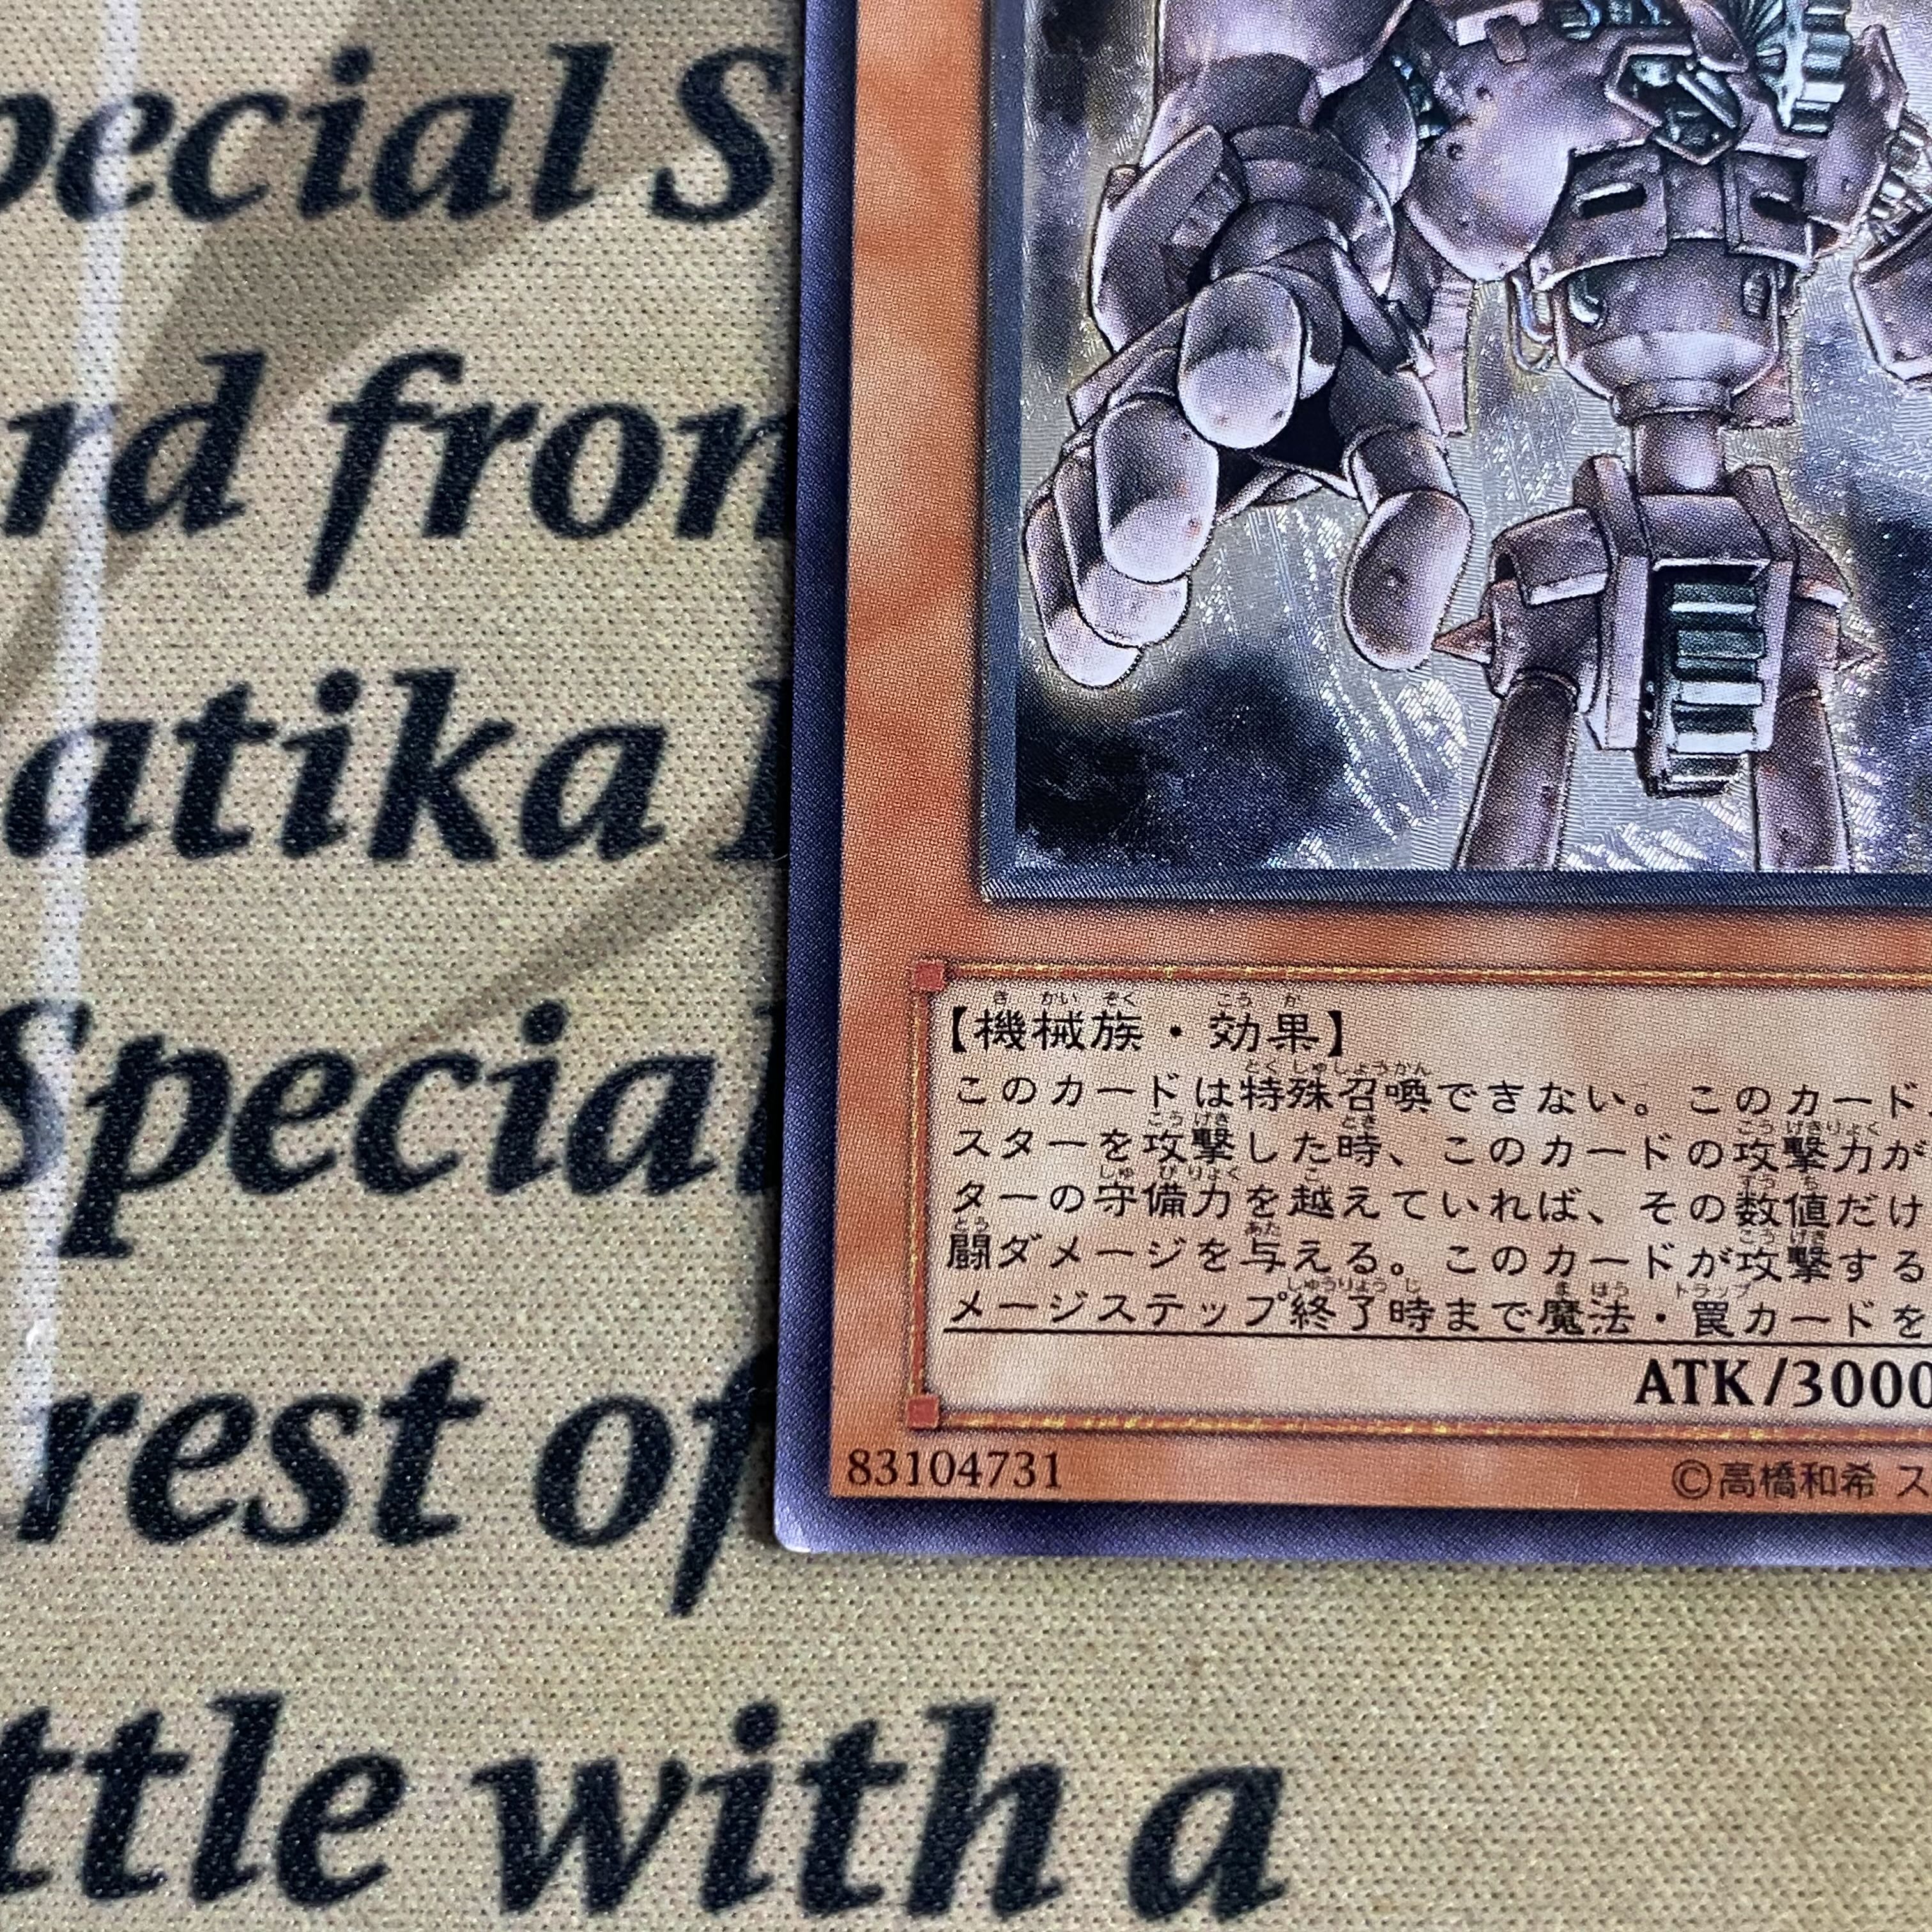 pecial S
rd from
atika
Special
rest of
ttle with a
【機械族・効果】
このカードは特殊召喚できない。このカード
スターを攻撃した時、このカードの攻撃力が
ターの守備力を越えていれば、その数値だけ
闘ダメージを与える。このカードが攻撃する
メージステップ終了時まで魔法・罠カードを
ATK/3000
83104731
©高橋和希 ス